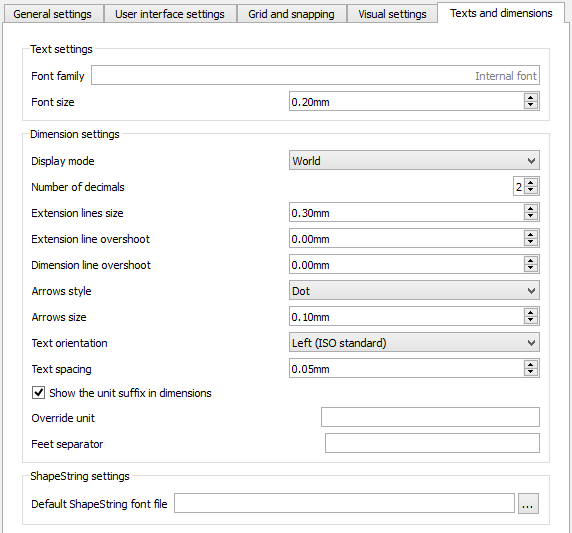 General settings User interface settings Grid and snapping Visual settings Texts and dimensions
Text settings
Font family Internal font
Font size 0.20mm
Dimension settings
Display mode World
Number of decimals 2
Extension lines size 0.30mm
Extension line overshoot 0.00mm
Dimension line overshoot 0.00mm
Arrows style Dot
Arrows size 0.10mm
Text orientation Left (ISO standard)
Text spacing 0.05mm
Show the unit suffix in dimensions
Override unit
Feet separator
ShapeString settings
Default ShapeString font file ...